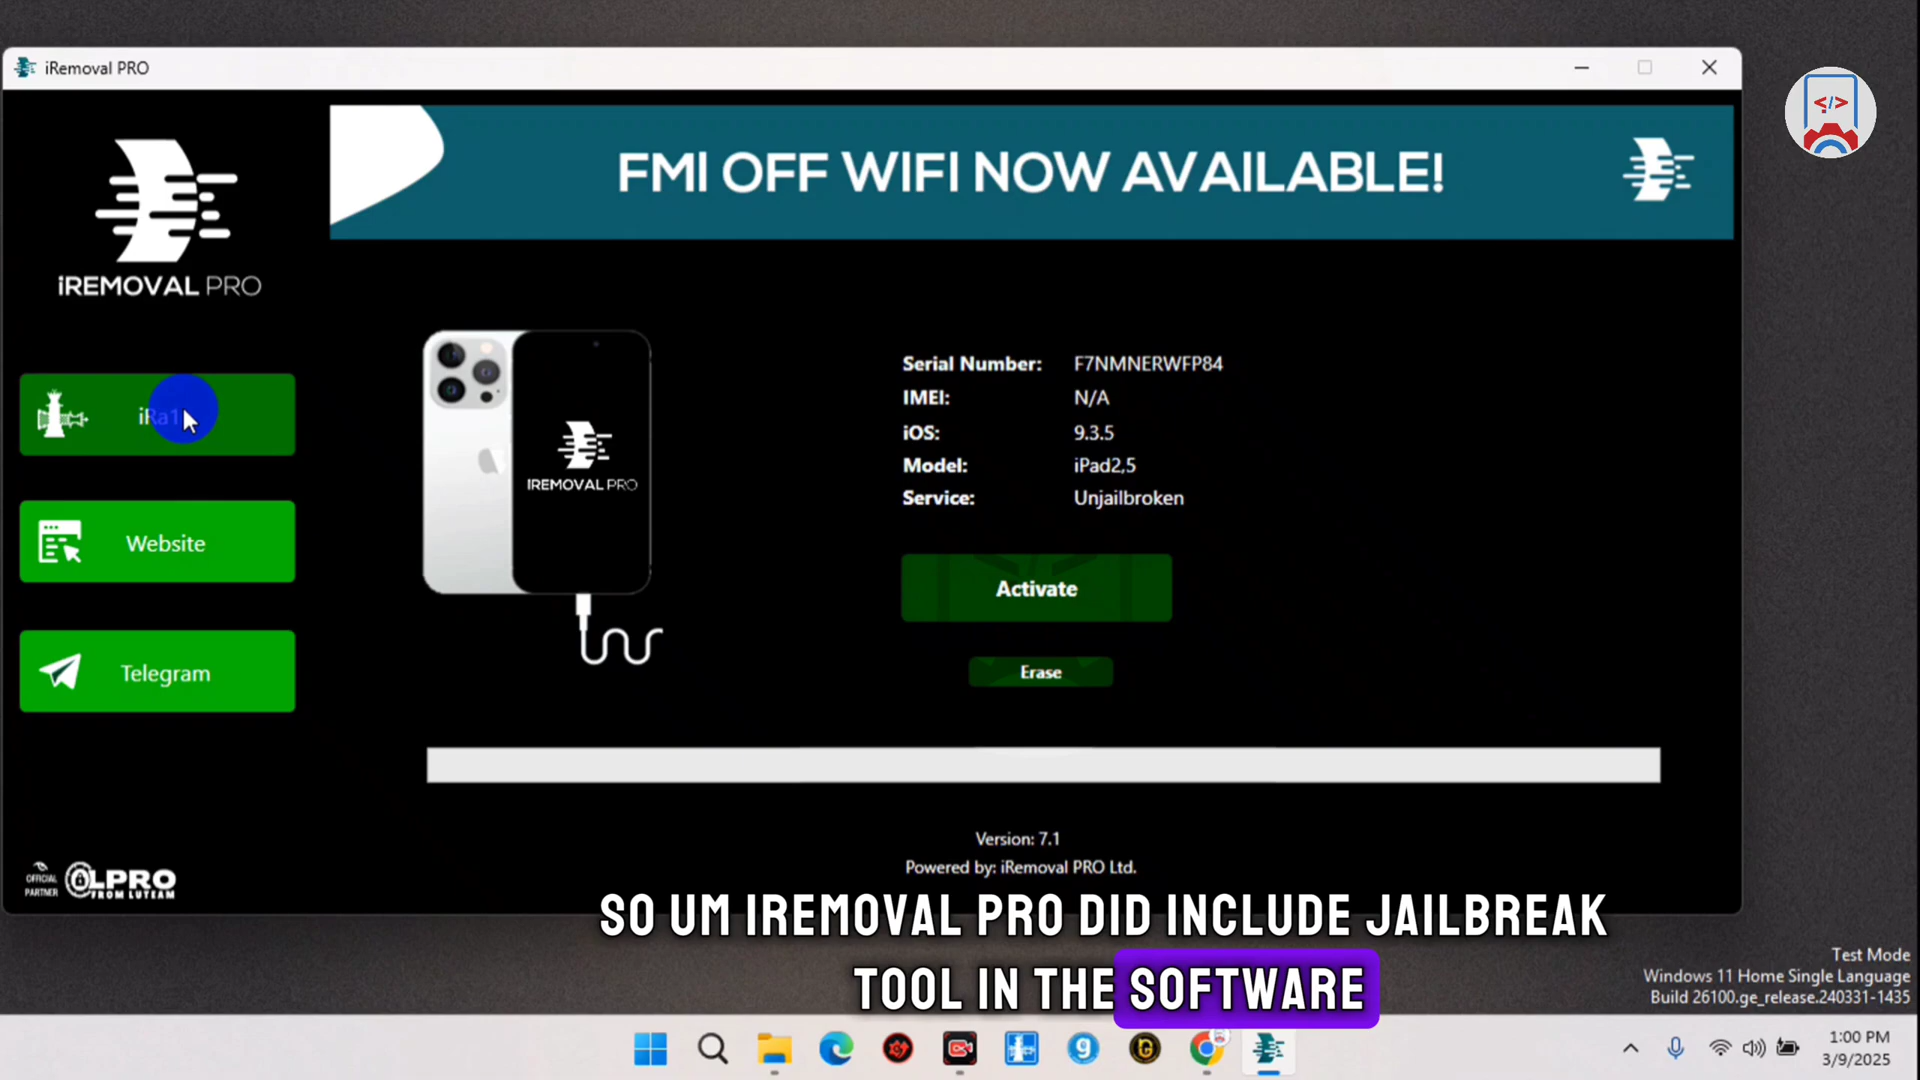 iRemoval PRO
FMI OFF WIFI NOW AVAILABLE!
iREMOVAL PRO
iRa1
Website
Telegram
IREMOVAL PRO
Serial Number: F7NMNERWFP84
IMEI: N/A
iOS: 9.3.5
Model: iPad2,5
Service: Unjailbroken
Activate
Erase
Version: 7.1
Powered by: iRemoval PRO Ltd.
OFFICIAL
PARTNER
LPRO
FROM LUTEAM
SO UM IREMOVAL PRO DID INCLUDE JAILBREAK
TOOL IN THE SOFTWARE
Test Mode
Windows 11 Home Single Language
Build 26100.ge_release.240331-1435
1:00 PM
3/9/2025